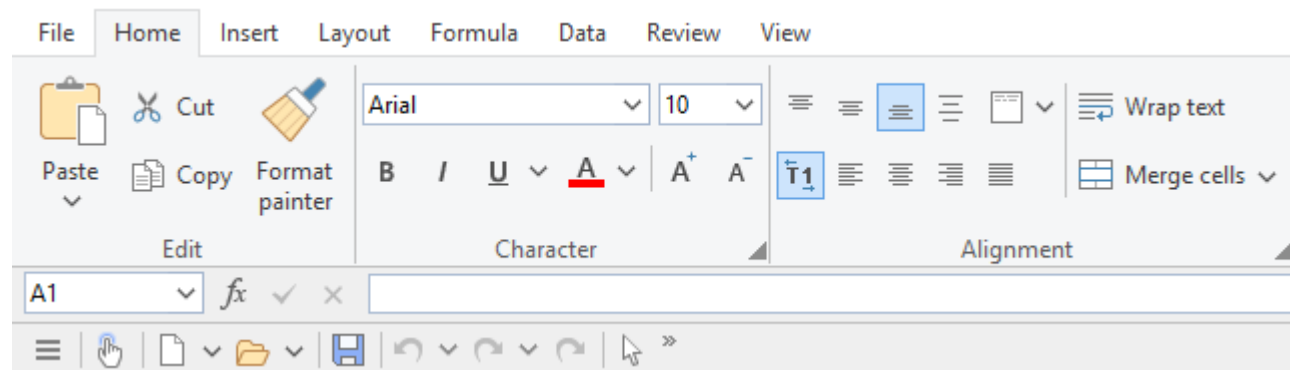 File Home Insert Layout Formula Data Review View
Arial 10
Cut Wrap text
Paste Copy Format painter B I U A A+ A- T1 Merge cells
Edit Character Alignment
A1 fx